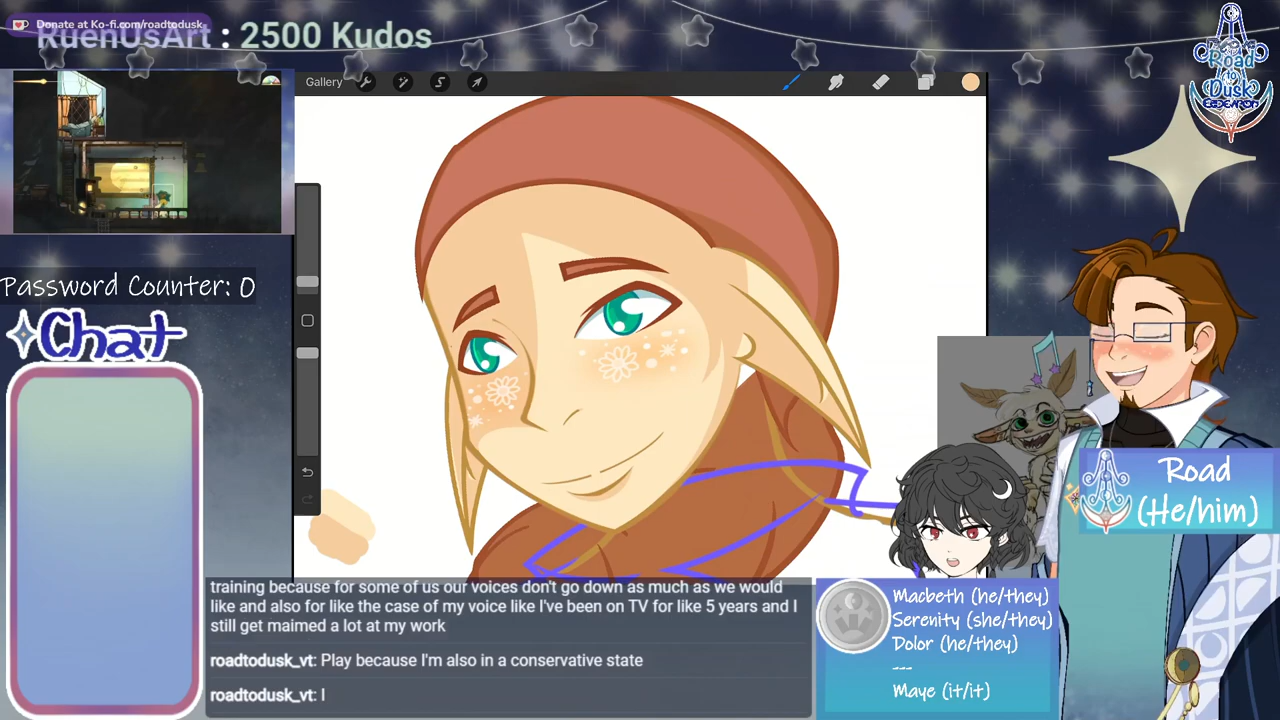 Donate at Ko-fi.com/roadtodusk
RuenUsArt : 2500 Kudos
Road
to
Dusk
Gallery
Password Counter: 0
Chat
Road
(He/him)
training because for some of us our voices don't go down as much as we would
like and also for like the case of my voice like I've been on TV for like 5 years and I
still get maimed a lot at my work
roadtodusk_vt: Play because I'm also in a conservative state
roadtodusk_vt: I
Macbeth (he/they)
Serenity (she/they)
Dolor (he/they)
---
Maye (it/it)